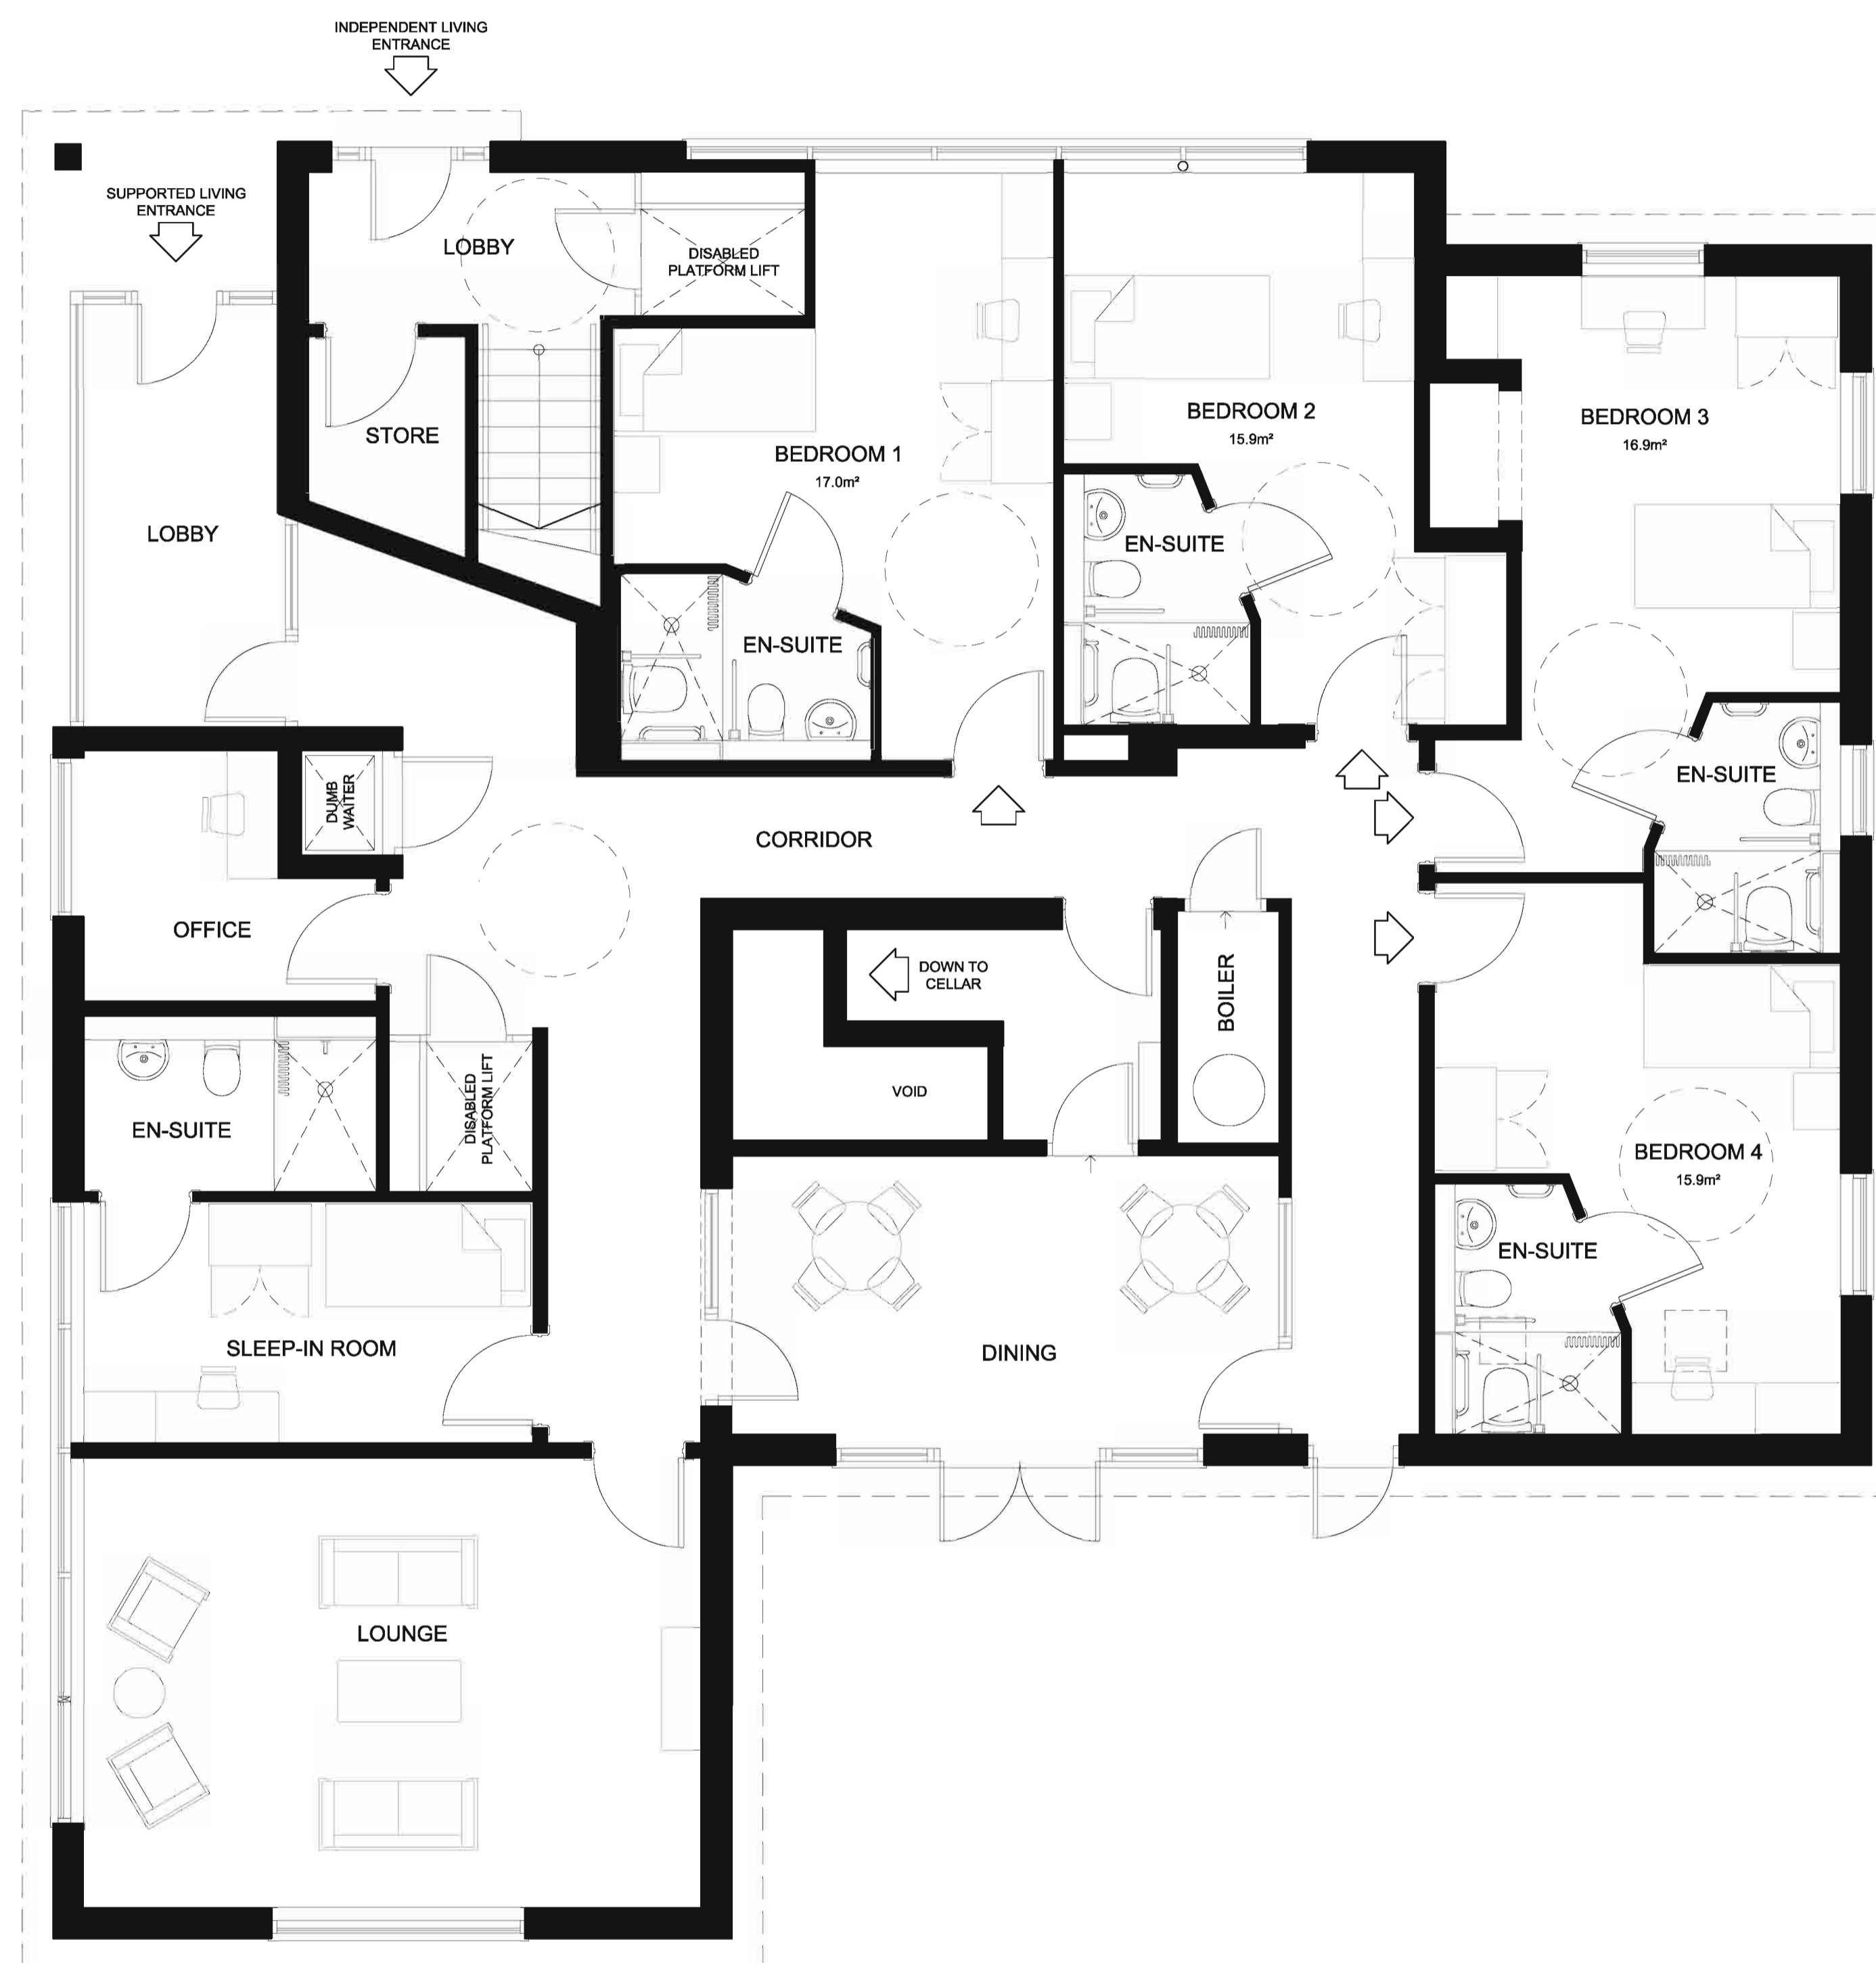 INDEPENDENT LIVING
ENTRANCE
SUPPORTED LIVING
ENTRANCE
LOBBY
DISABLED
PLATFORM LIFT
STORE
BEDROOM 1
17.0m²
BEDROOM 2
15.9m²
BEDROOM 3
16.9m²
LOBBY
EN-SUITE
EN-SUITE
EN-SUITE
DUMB
WAITER
CORRIDOR
OFFICE
DOWN TO
CELLAR
BOILER
VOID
EN-SUITE
DISABLED
PLATFORM LIFT
BEDROOM 4
15.9m²
EN-SUITE
SLEEP-IN ROOM
DINING
LOUNGE